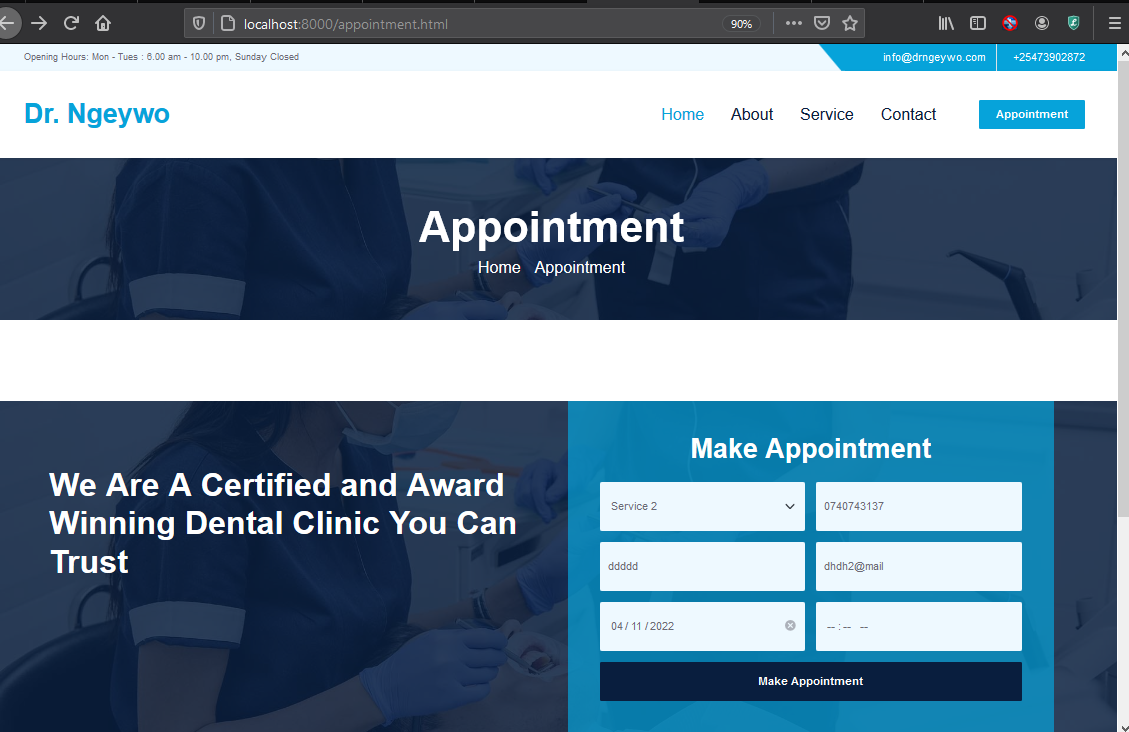 localhost:8000/appointment.html
90%
Opening Hours: Mon - Tues : 6.00 am - 10.00 pm, Sunday Closed
info@drngeywo.com
+25473902872
Dr. Ngeywo
Home About Service Contact Appointment
Appointment
Home Appointment
We Are A Certified and Award
Winning Dental Clinic You Can
Trust
Make Appointment
Service 2
0740743137
ddddd
dhdh2@mail
04 / 11 / 2022
-- : -- --
Make Appointment